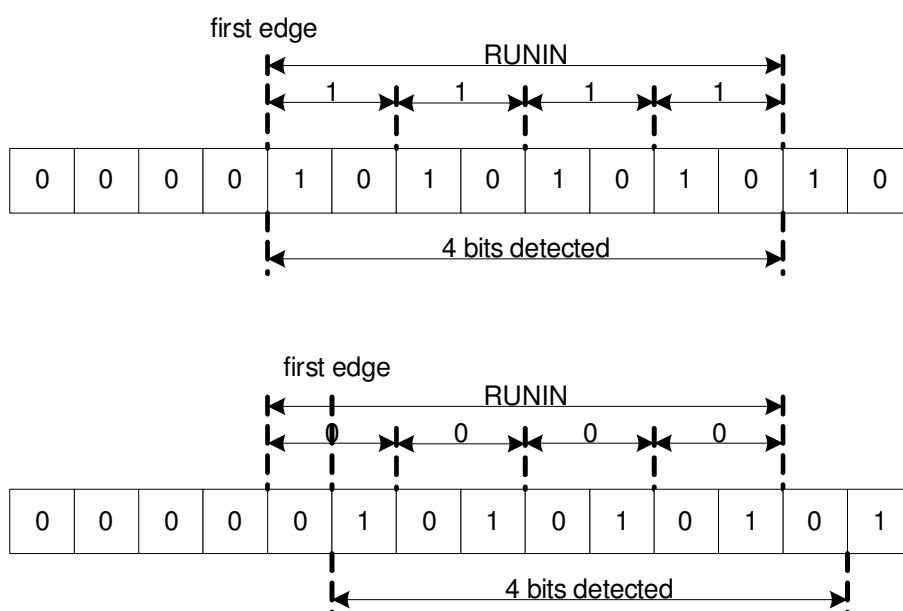 first edge
RUNIN
1 1 1 1
0 0 0 0 1 0 1 0 1 0 1 0 1 0
4 bits detected
first edge
RUNIN
0 0 0 0
0 0 0 0 0 1 0 1 0 1 0 1 0 1
4 bits detected